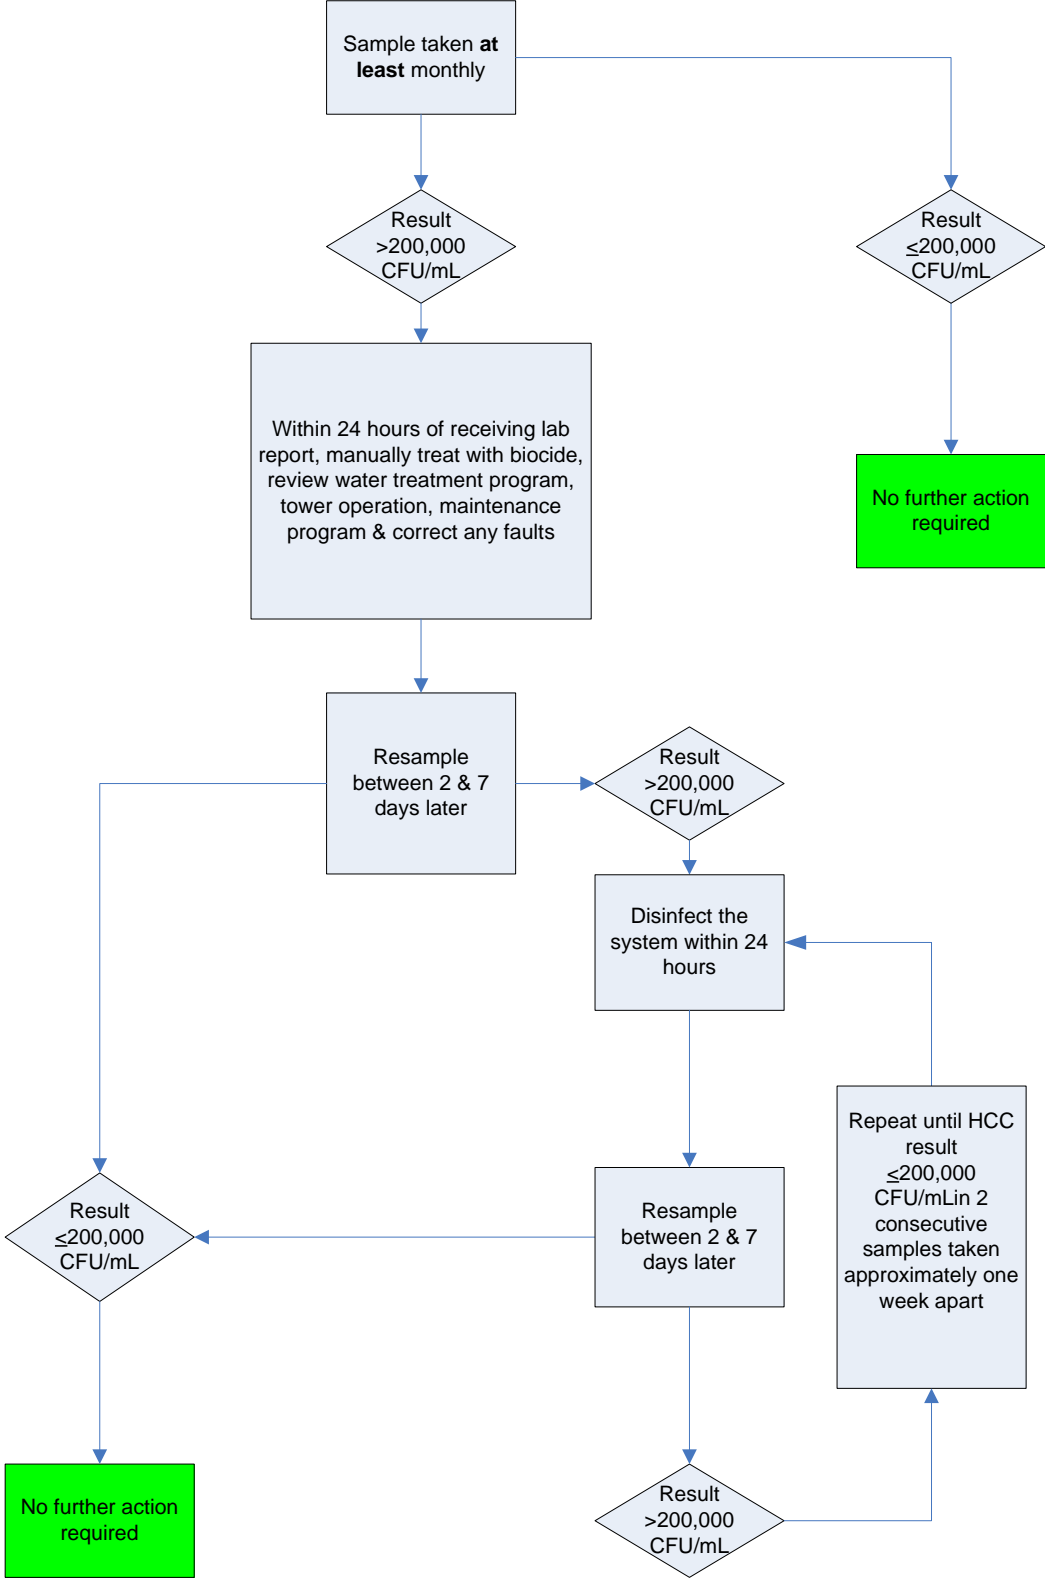 Sample taken at
least monthly
Result
>200,000
CFU/mL
Result
≤200,000
CFU/mL
Within 24 hours of receiving lab
report, manually treat with biocide,
review water treatment program,
tower operation, maintenance
program & correct any faults
No further action
required
Resample
between 2 & 7
days later
Result
>200,000
CFU/mL
Disinfect the
system within 24
hours
Repeat until HCC
result
≤200,000
CFU/mLin 2
consecutive
samples taken
approximately one
week apart
Resample
between 2 & 7
days later
Result
≤200,000
CFU/mL
No further action
required
Result
>200,000
CFU/mL